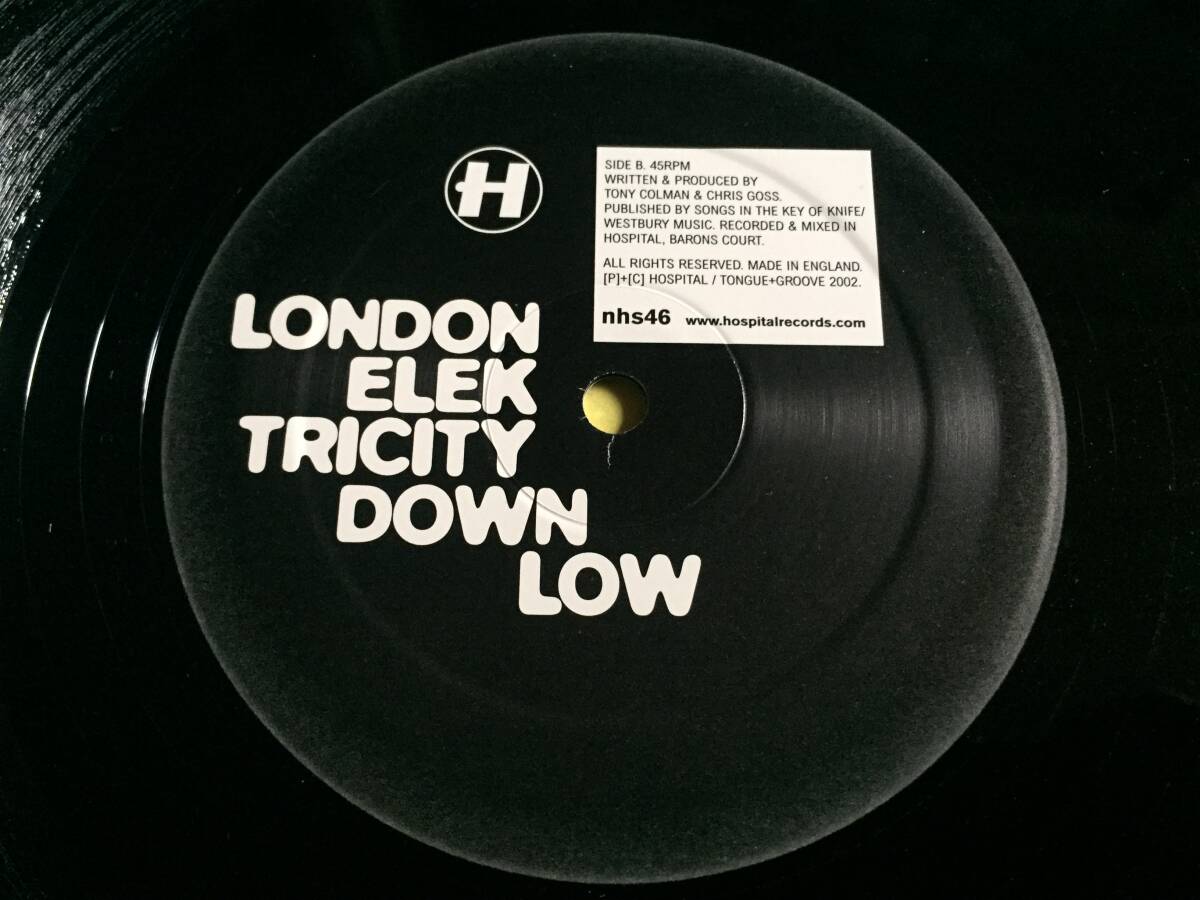 H
SIDE B. 45RPM
WRITTEN & PRODUCED BY
TONY COLMAN & CHRIS GOSS.
PUBLISHED BY SONGS IN THE KEY OF KNIFE/
WESTBURY MUSIC. RECORDED & MIXED IN
HOSPITAL, BARONS COURT.
ALL RIGHTS RESERVED. MADE IN ENGLAND.
[P]+[C] HOSPITAL / TONGUE+GROOVE 2002.
nhs46 www.hospitalrecords.com
LONDON
ELEK
TRICITY
DOWN
LOW